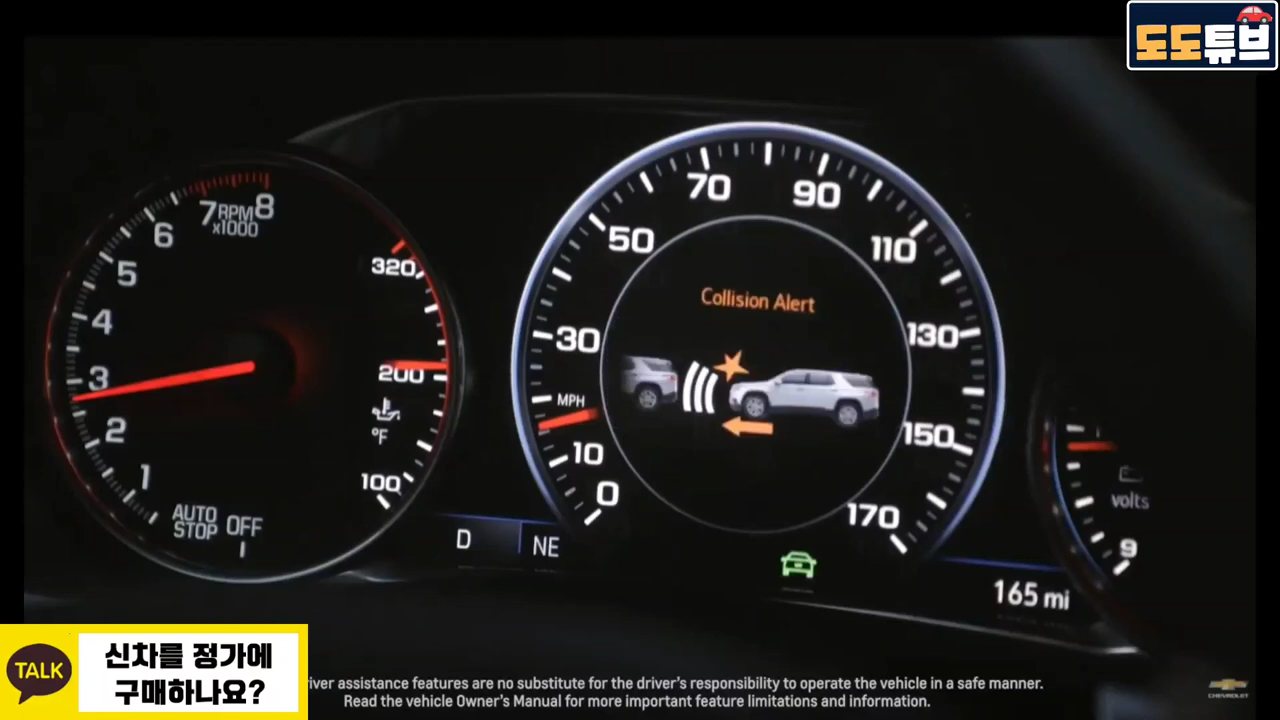 도도튜브
7 RPM 8
x1000
6
5
4
3
2
1
AUTO
STOP OFF
320
200
°F
100
D
NE
70
90
50
110
30
130
MPH
10
150
0
170
Collision Alert
volts
9
165 mi
TALK
신차를 정가에
구매하나요?
river assistance features are no substitute for the driver's responsibility to operate the vehicle in a safe manner.
Read the vehicle Owner's Manual for more important feature limitations and information.
CHEVROLET